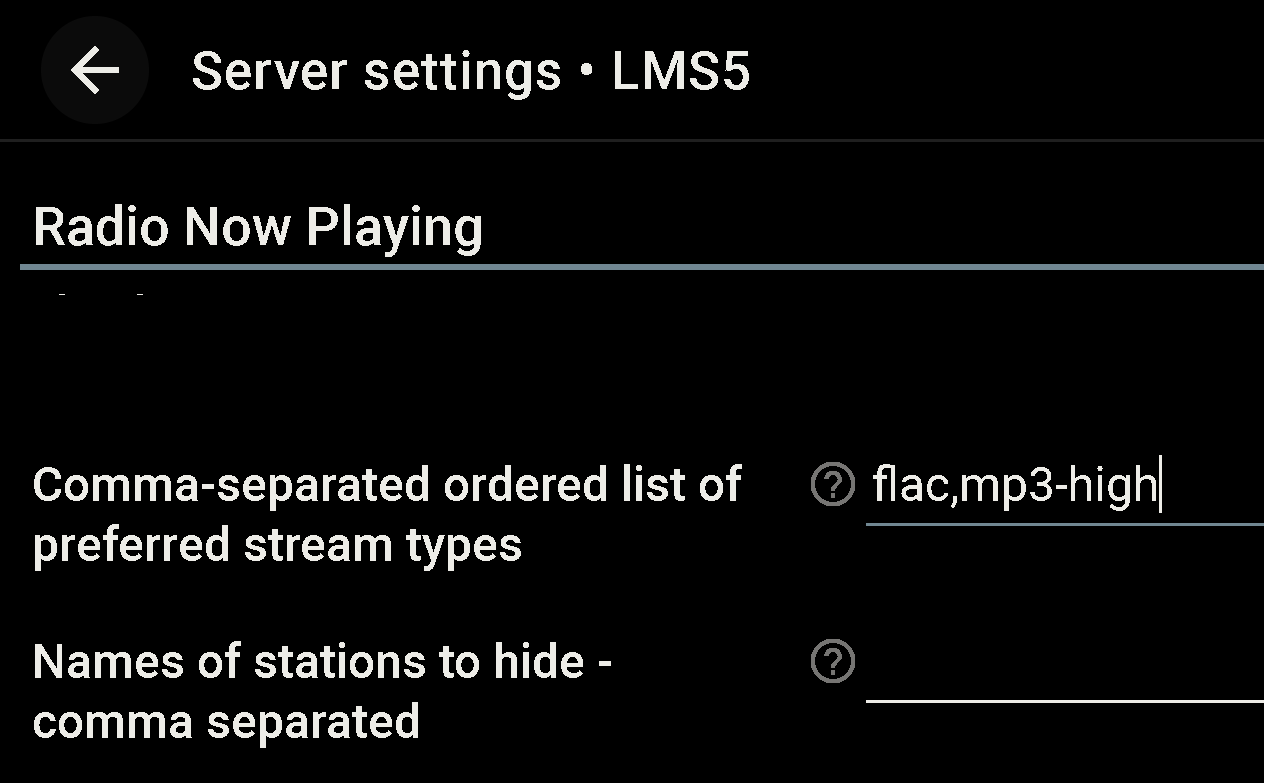 Server settings • LMS5
Radio Now Playing
Comma-separated ordered list of
preferred stream types
flac,mp3-high
Names of stations to hide -
comma separated